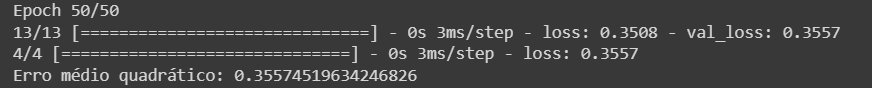 Epoch 50/50
13/13 [==============================] - 0s 3ms/step - loss: 0.3508 - val_loss: 0.3557
4/4 [==============================] - 0s 3ms/step - loss: 0.3557
Erro médio quadrático: 0.35574519634246826